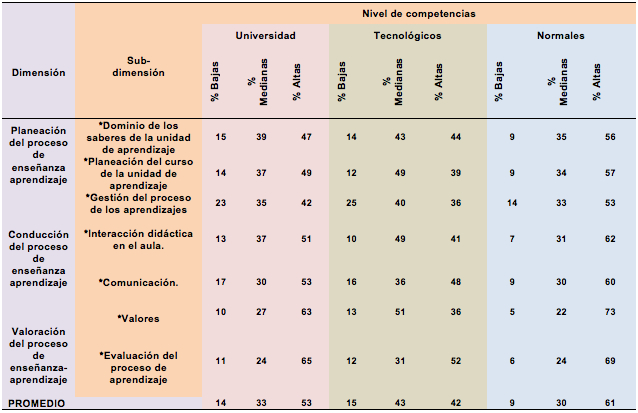 Nivel de competencias
Dimensión
Sub-
dimensión
Universidad
Tecnológicos
Normales
% Bajas
%
Medianas
% Altas
% Bajas
%
Medianas
% Altas
% Bajas
%
Medianas
% Altas
Planeación
del proceso
de
enseñanza
aprendizaje
*Dominio de los
saberes de la unidad
de aprendizaje
15 39 47 14 43 44 9 35 56
*Planeación del curso
de la unidad de
aprendizaje
14 37 49 12 49 39 9 34 57
*Gestión del proceso
de los aprendizajes
23 35 42 25 40 36 14 33 53
Conducción
del proceso
de
enseñanza
aprendizaje
*Interacción didáctica
en el aula.
13 37 51 10 49 41 7 31 62
*Comunicación.
17 30 53 16 36 48 9 30 60
*Valores
10 27 63 13 51 36 5 22 73
Valoración
del proceso
de
enseñanza-
aprendizaje
*Evaluación del
proceso de
aprendizaje
11 24 65 12 31 52 6 24 69
PROMEDIO 14 33 53 15 43 42 9 30 61